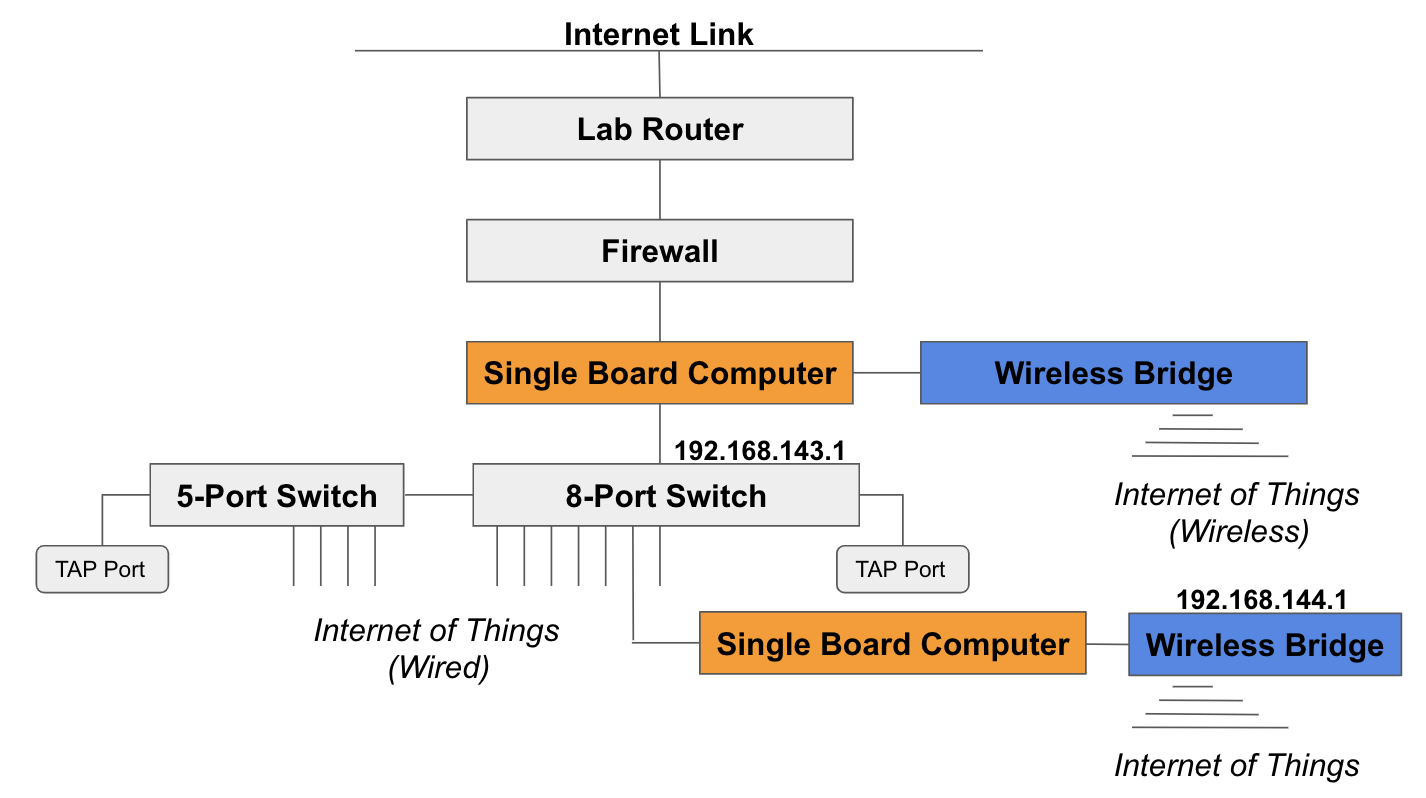 Internet Link
Lab Router
Firewall
Single Board Computer
Wireless Bridge
192.168.143.1
5-Port Switch
8-Port Switch
Internet of Things
(Wireless)
TAP Port
TAP Port
192.168.144.1
Internet of Things
(Wired)
Single Board Computer
Wireless Bridge
Internet of Things